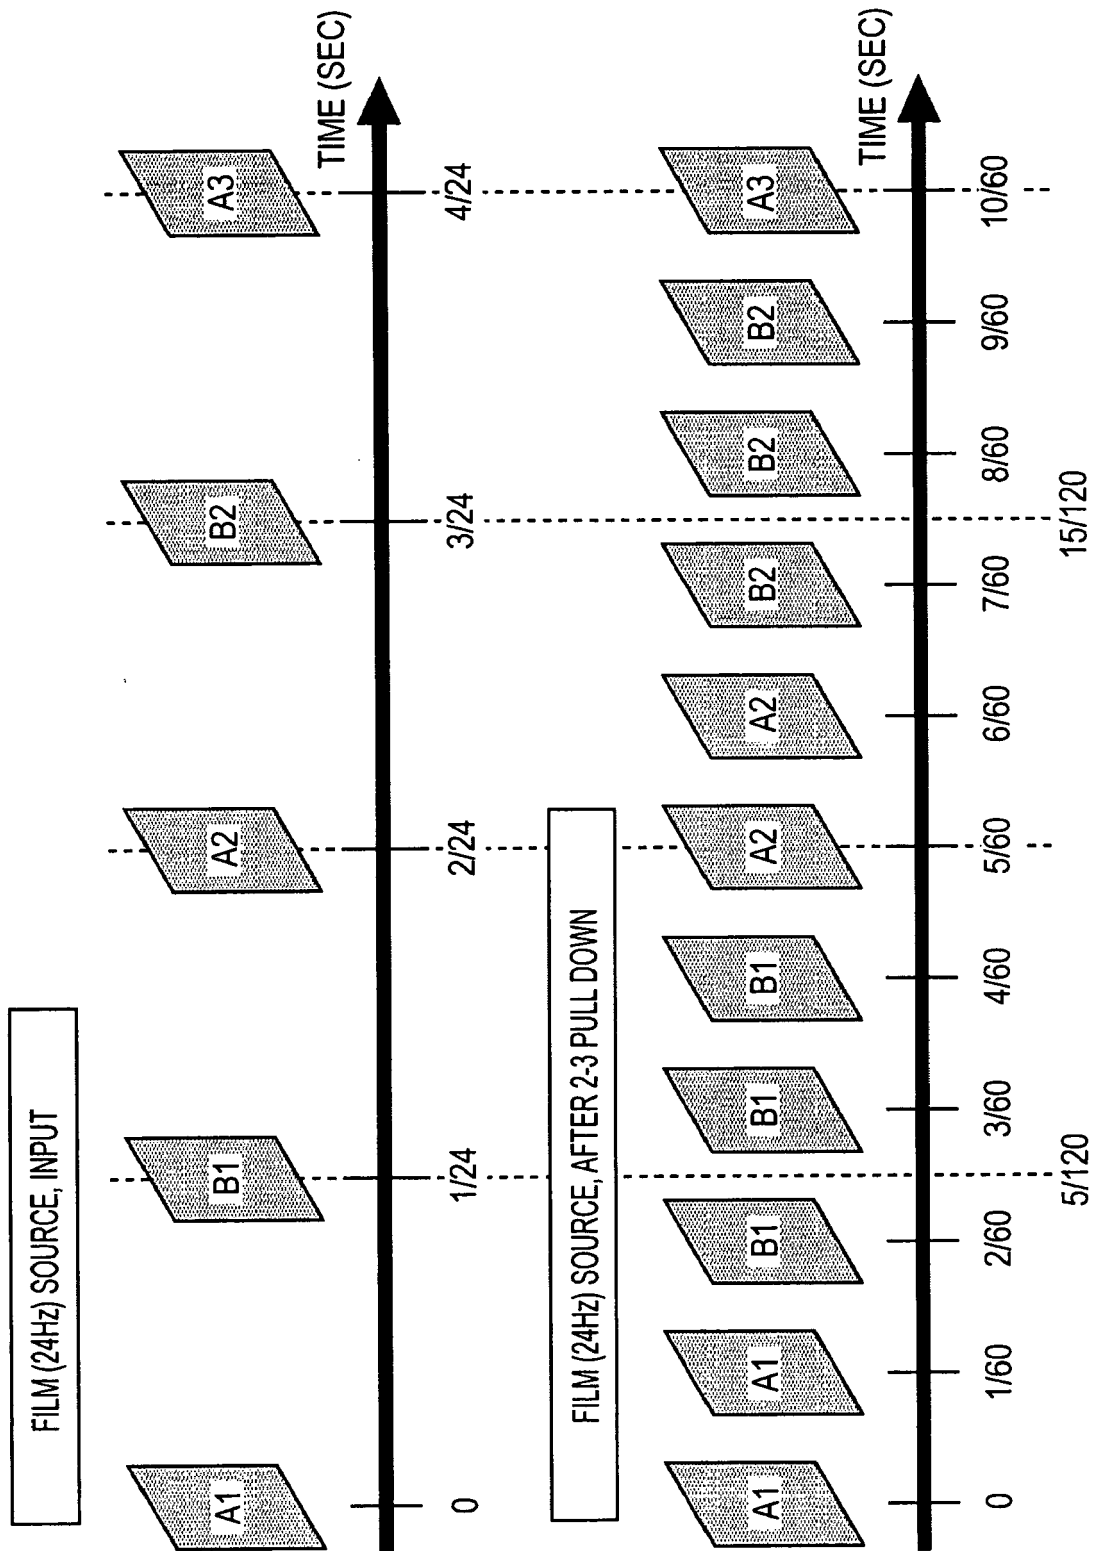 FILM (24Hz) SOURCE, INPUT
A1
B1
A2
B2
A3
0
1/24
2/24
3/24
4/24
TIME (SEC)
FILM (24Hz) SOURCE, AFTER 2-3 PULL DOWN
A1
A1
B1
B1
B1
A2
A2
B2
B2
B2
A3
0
1/60
2/60
3/60
4/60
5/60
6/60
7/60
8/60
9/60
10/60
TIME (SEC)
5/120
15/120